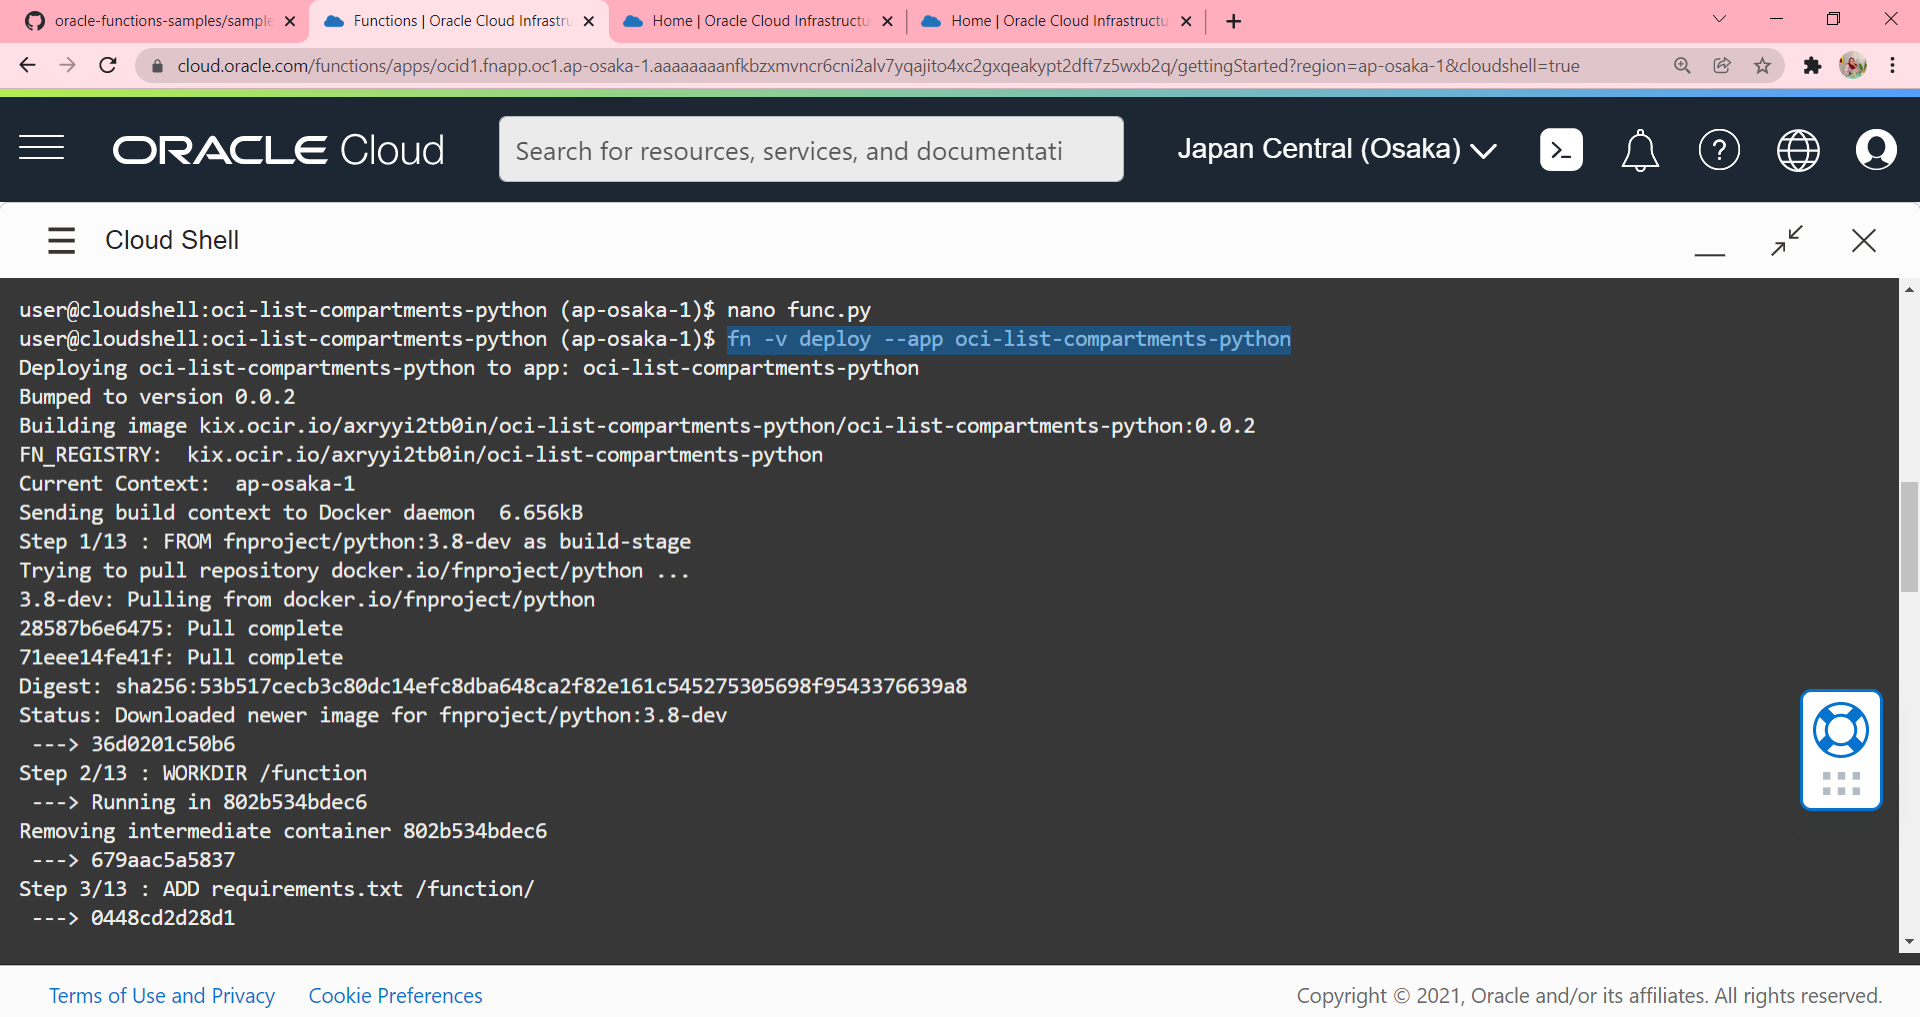 oracle-functions-samples/sample
Functions | Oracle Cloud Infrastru
Home | Oracle Cloud Infrastructu
Home | Oracle Cloud Infrastructu
cloud.oracle.com/functions/apps/ocid1.fnapp.oc1.ap-osaka-1.aaaaaaaanfkbzxmvncr6cni2alv7yqajito4xc2gxqeakypt2dft7z5wxb2q/gettingStarted?region=ap-osaka-1&cloudshell=true
ORACLE Cloud
Search for resources, services, and documentati
Japan Central (Osaka)
Cloud Shell
user@cloudshell:oci-list-compartments-python (ap-osaka-1)$ nano func.py
user@cloudshell:oci-list-compartments-python (ap-osaka-1)$ fn -v deploy --app oci-list-compartments-python
Deploying oci-list-compartments-python to app: oci-list-compartments-python
Bumped to version 0.0.2
Building image kix.ocir.io/axryyi2tb0in/oci-list-compartments-python/oci-list-compartments-python:0.0.2
FN_REGISTRY:  kix.ocir.io/axryyi2tb0in/oci-list-compartments-python
Current Context:  ap-osaka-1
Sending build context to Docker daemon  6.656kB
Step 1/13 : FROM fnproject/python:3.8-dev as build-stage
Trying to pull repository docker.io/fnproject/python ...
3.8-dev: Pulling from docker.io/fnproject/python
28587b6e6475: Pull complete
71eee14fe41f: Pull complete
Digest: sha256:53b517cecb3c80dc14efc8dba648ca2f82e161c545275305698f9543376639a8
Status: Downloaded newer image for fnproject/python:3.8-dev
---> 36d0201c50b6
Step 2/13 : WORKDIR /function
---> Running in 802b534bdec6
Removing intermediate container 802b534bdec6
---> 679aac5a5837
Step 3/13 : ADD requirements.txt /function/
---> 0448cd2d28d1
Terms of Use and Privacy
Cookie Preferences
Copyright © 2021, Oracle and/or its affiliates. All rights reserved.